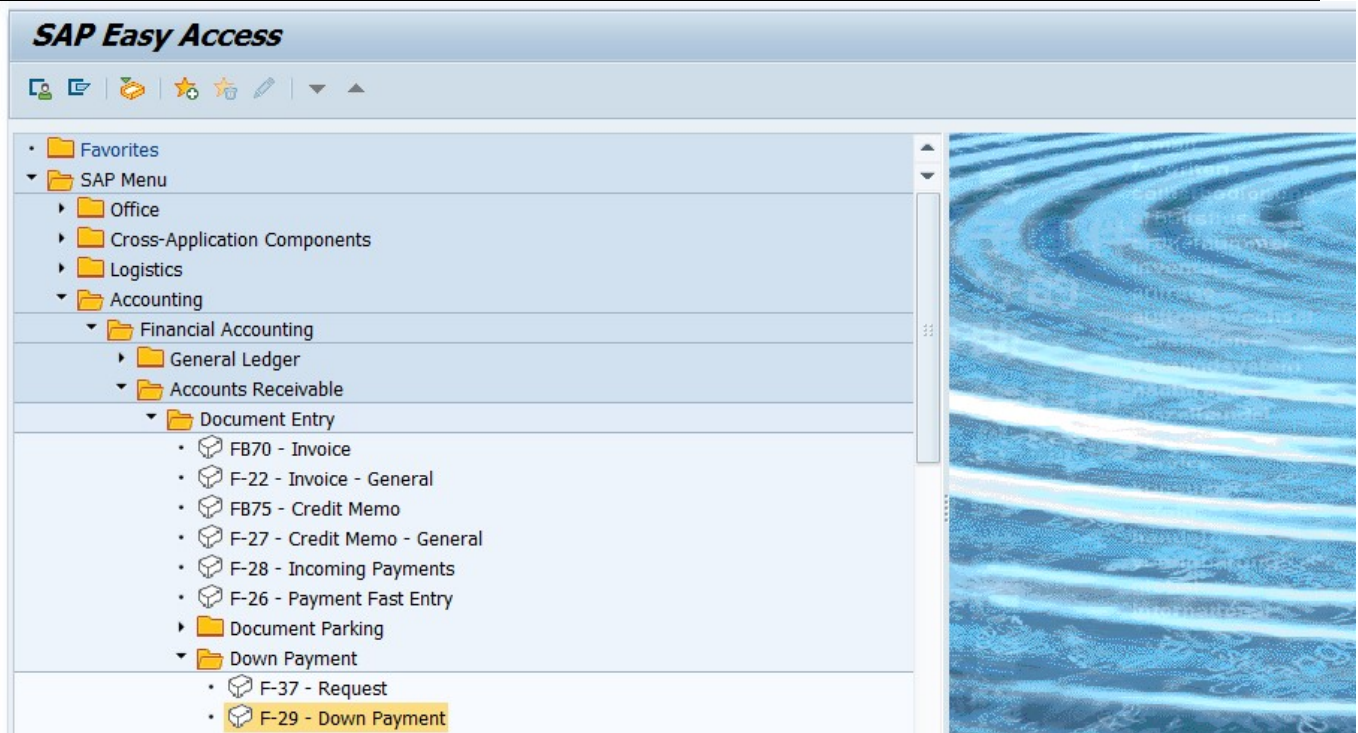 SAP Easy Access
Favorites
SAP Menu
Office
Cross-Application Components
Logistics
Accounting
Financial Accounting
General Ledger
Accounts Receivable
Document Entry
FB70 - Invoice
F-22 - Invoice - General
FB75 - Credit Memo
F-27 - Credit Memo - General
F-28 - Incoming Payments
F-26 - Payment Fast Entry
Document Parking
Down Payment
F-37 - Request
F-29 - Down Payment